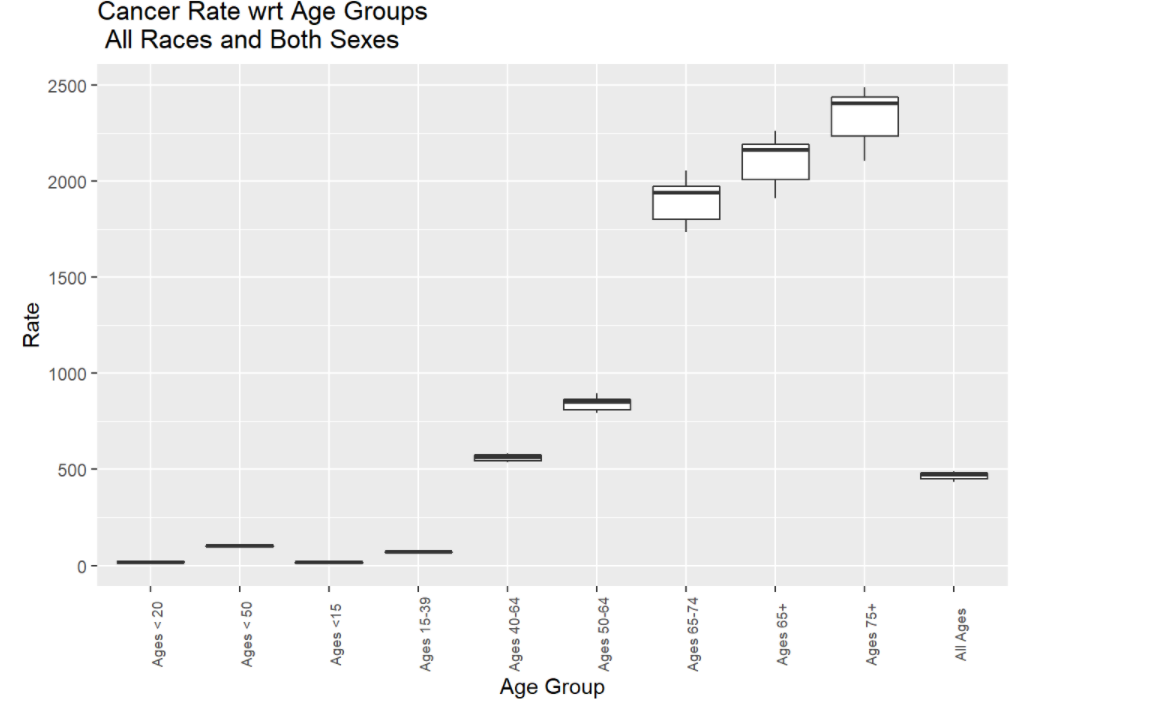 Cancer Rate wrt Age Groups
All Races and Both Sexes
2500
2000
1500
1000
500
0
Rate
Ages < 20
Ages < 50
Ages <15
Ages 15-39
Ages 40-64
Ages 50-64
Ages 65-74
Ages 65+
Ages 75+
All Ages
Age Group